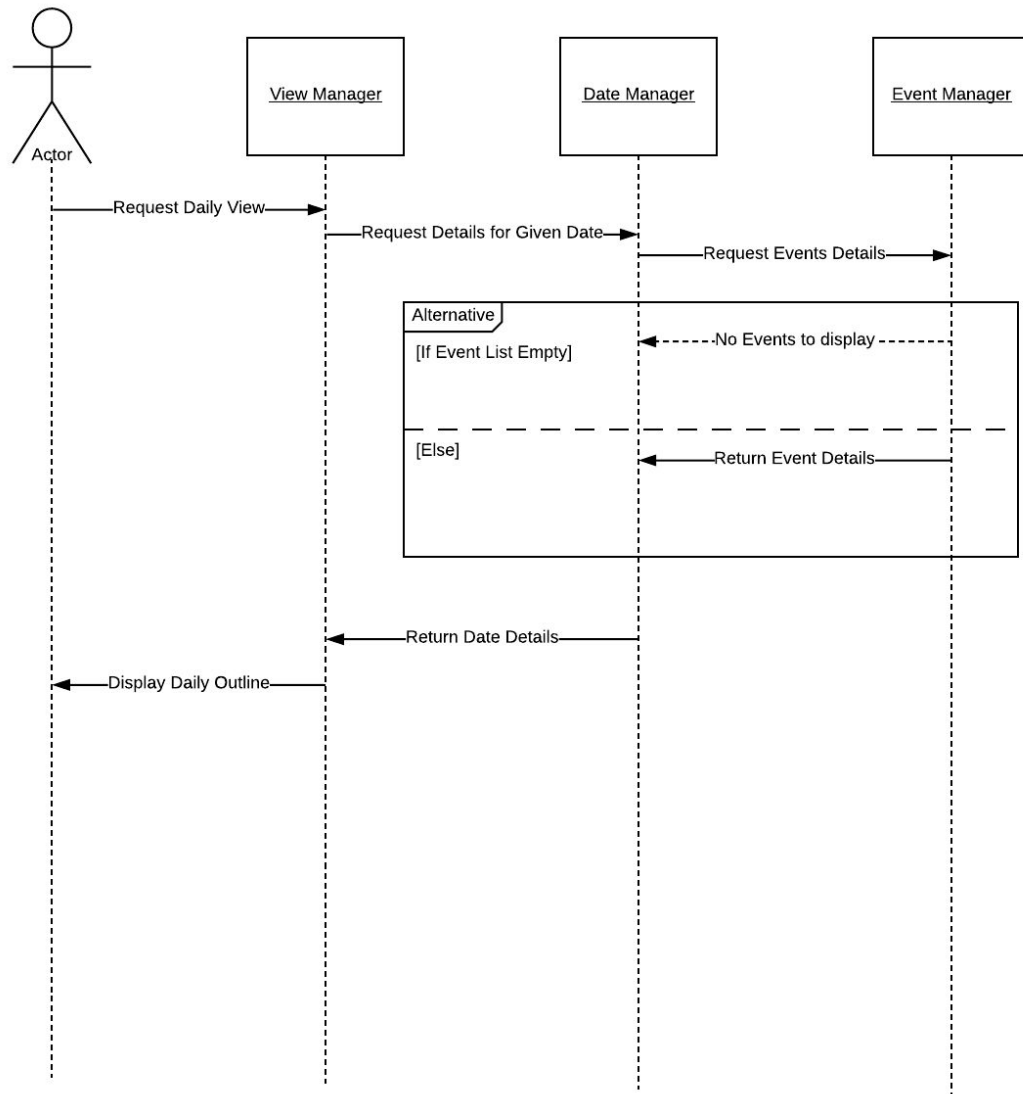 View Manager
Date Manager
Event Manager
Actor
Request Daily View
Request Details for Given Date
Request Events Details
Alternative
No Events to display
[If Event List Empty]
[Else]
Return Event Details
Return Date Details
Display Daily Outline